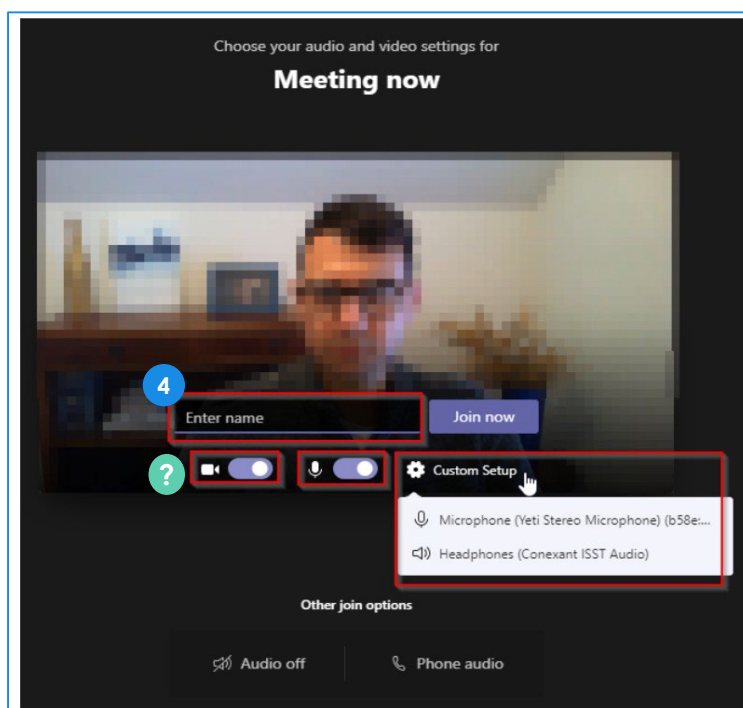 Choose your audio and video settings for
Meeting now
4
Enter name
Join now
?
Custom Setup
Microphone (Yeti Stereo Microphone) (b58e:...
Headphones (Conexant ISST Audio)
Other join options
Audio off
Phone audio